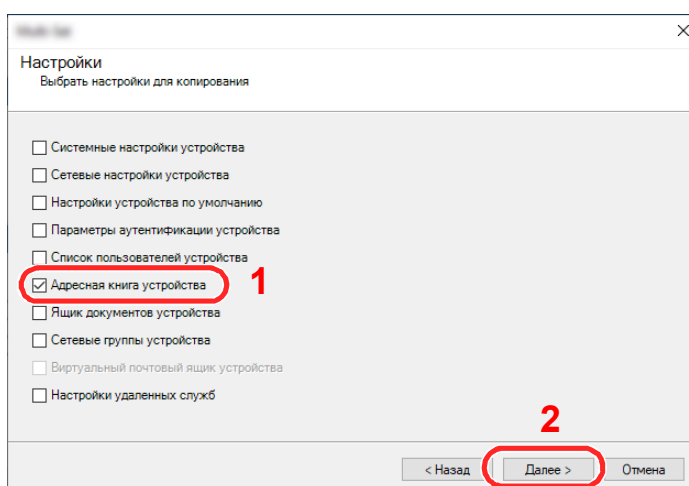 Настройки
Выбрать настройки для копирования
Системные настройки устройства
Сетевые настройки устройства
Настройки устройства по умолчанию
Параметры аутентификации устройства
Список пользователей устройства
Адресная книга устройства 1
Ящик документов устройства
Сетевые группы устройства
Виртуальный почтовый ящик устройства
Настройки удаленных служб
2
< Назад Далее > Отмена